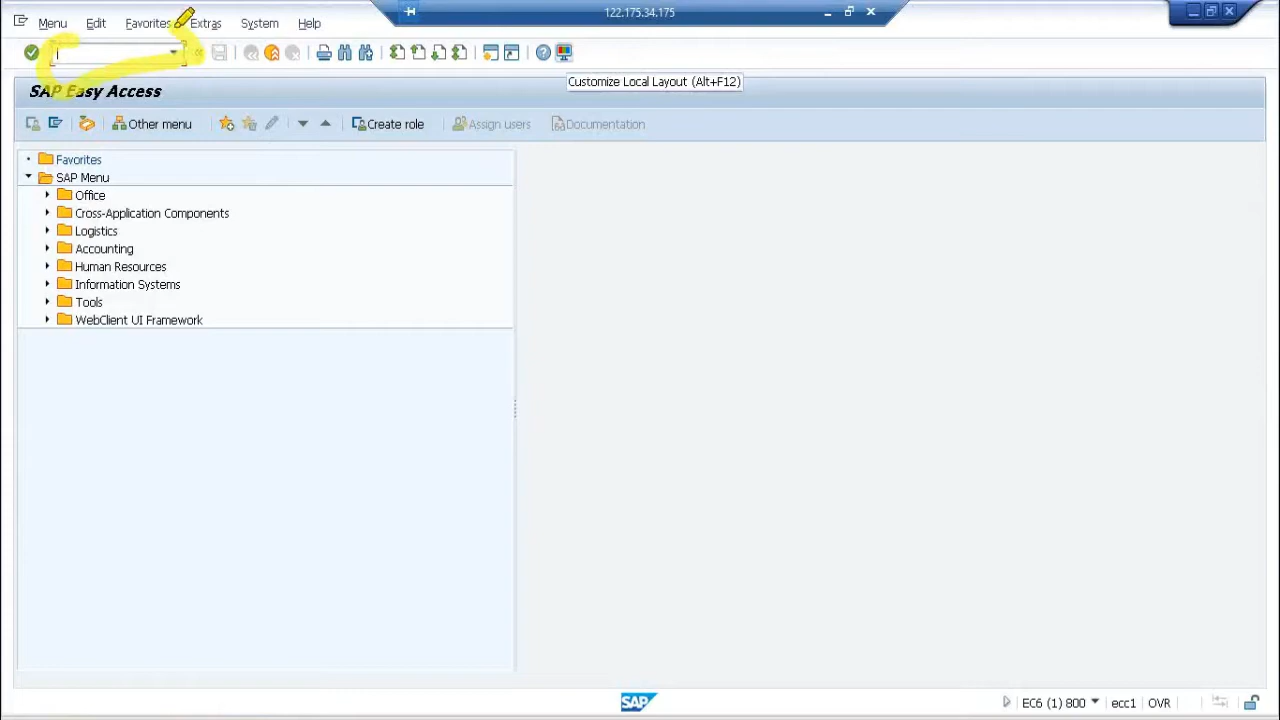 122.175.34.175
Menu Edit Favorites Extras System Help
Customize Local Layout (Alt+F12)
SAP Easy Access
Other menu Create role Assign users Documentation
Favorites
SAP Menu
Office
Cross-Application Components
Logistics
Accounting
Human Resources
Information Systems
Tools
WebClient UI Framework
SAP EC6 (1) 800 ecc1 OVR